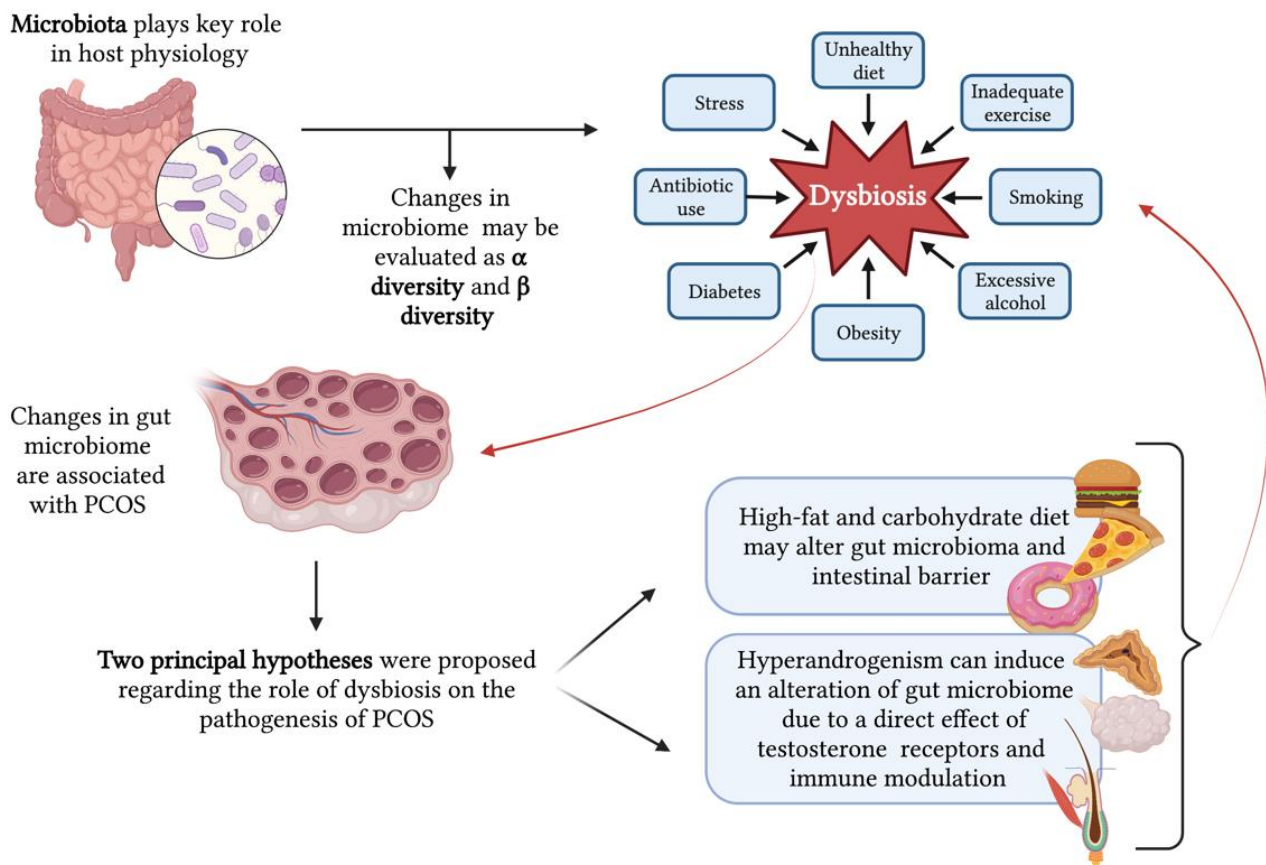 Microbiota plays key role
in host physiology
Changes in
microbiome may be
evaluated as α
diversity and β
diversity
Unhealthy
diet
Stress
Inadequate
exercise
Antibiotic
use
Dysbiosis
Smoking
Diabetes
Excessive
alcohol
Obesity
Changes in gut
microbiome
are associated
with PCOS
Two principal hypotheses were proposed
regarding the role of dysbiosis on the
pathogenesis of PCOS
High-fat and carbohydrate diet
may alter gut microbioma and
intestinal barrier
Hyperandrogenism can induce
an alteration of gut microbiome
due to a direct effect of
testosterone receptors and
immune modulation